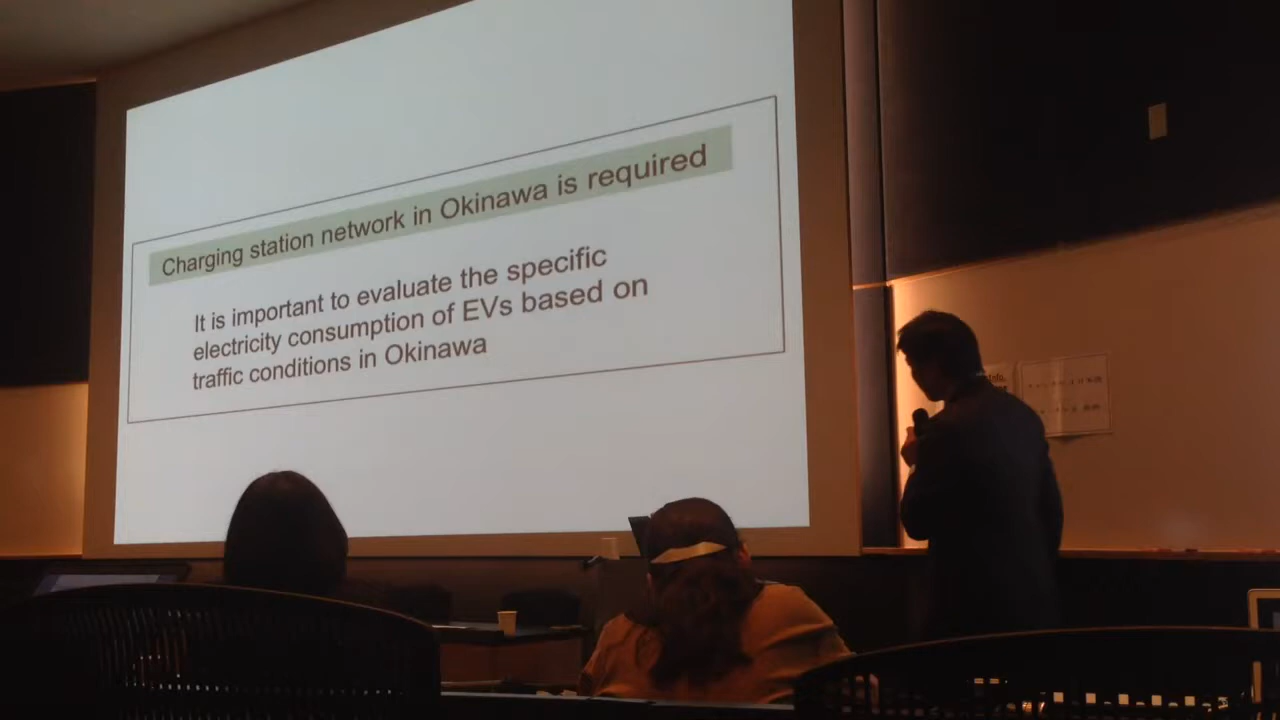 Charging station network in Okinawa is required
It is important to evaluate the specific
electricity consumption of EVs based on
traffic conditions in Okinawa